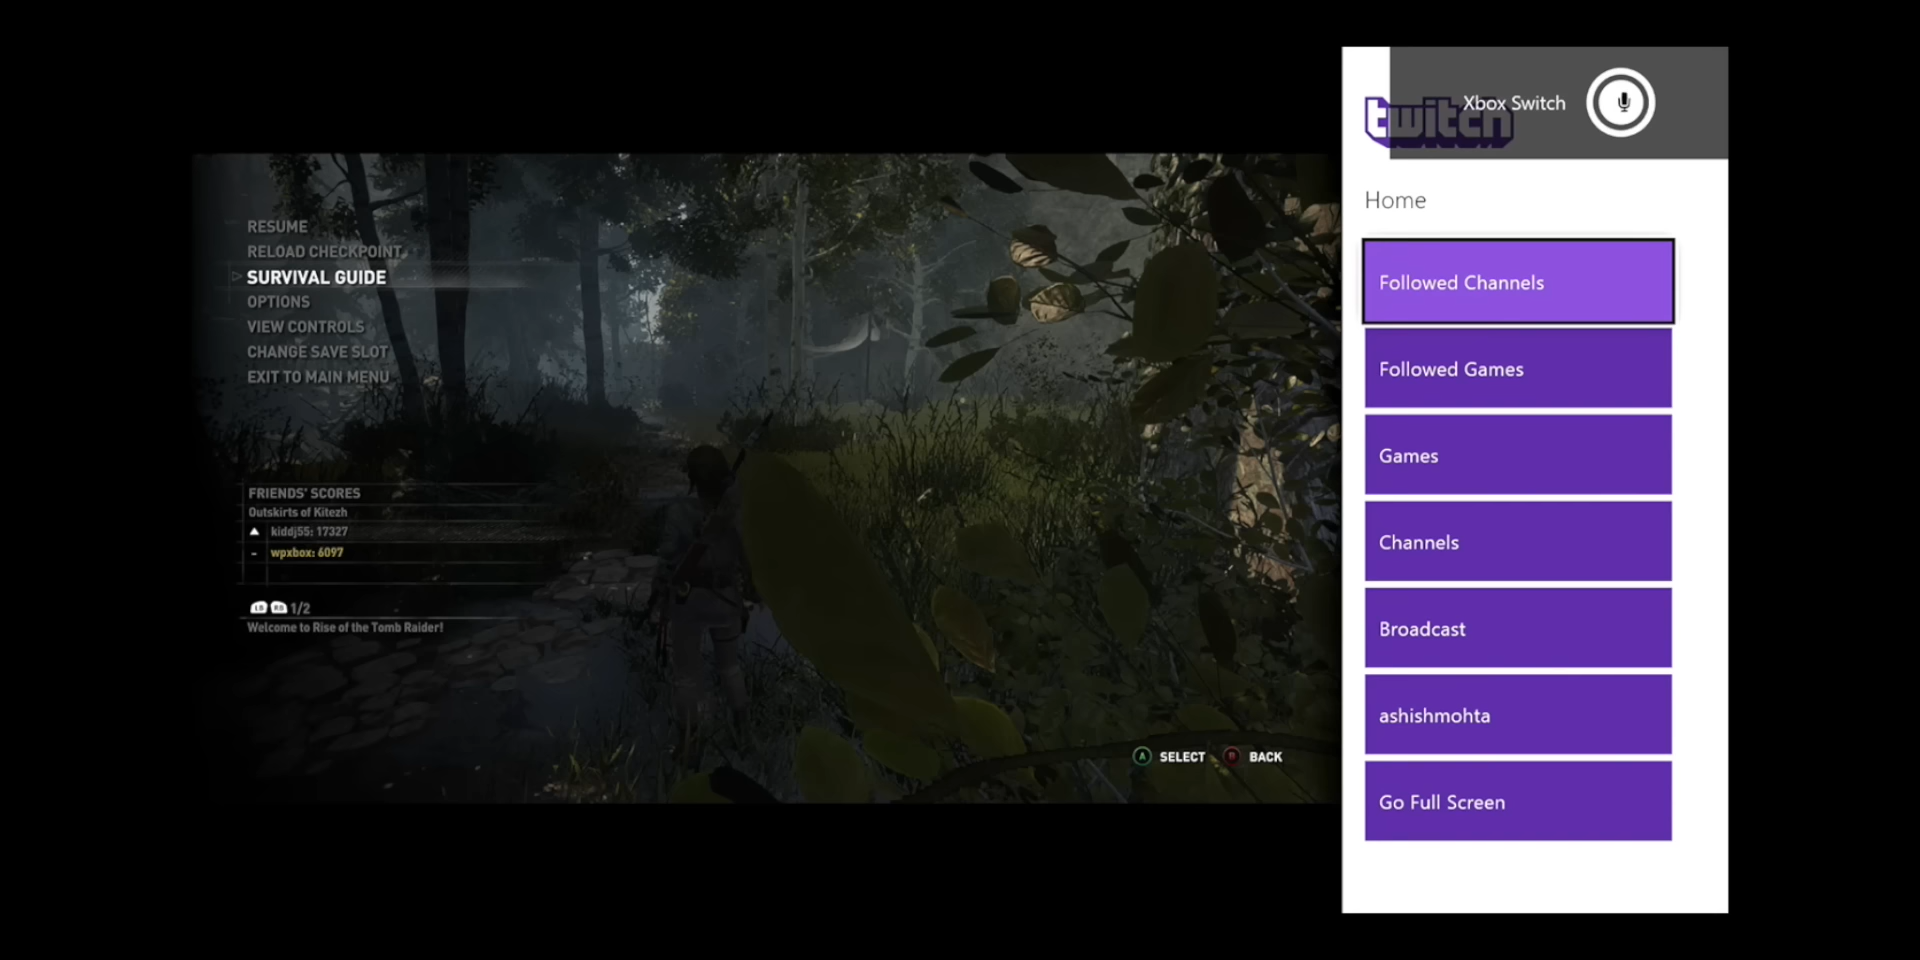 RESUME
RELOAD CHECKPOINT
SURVIVAL GUIDE
OPTIONS
VIEW CONTROLS
CHANGE SAVE SLOT
EXIT TO MAIN MENU
FRIENDS' SCORES
Outskirts of Kitezh
kiddj55: 17327
- wpxbox: 6097
LB RB 1/2
Welcome to Rise of the Tomb Raider!
A SELECT B BACK
twitch
Xbox Switch
Home
Followed Channels
Followed Games
Games
Channels
Broadcast
ashishmohta
Go Full Screen